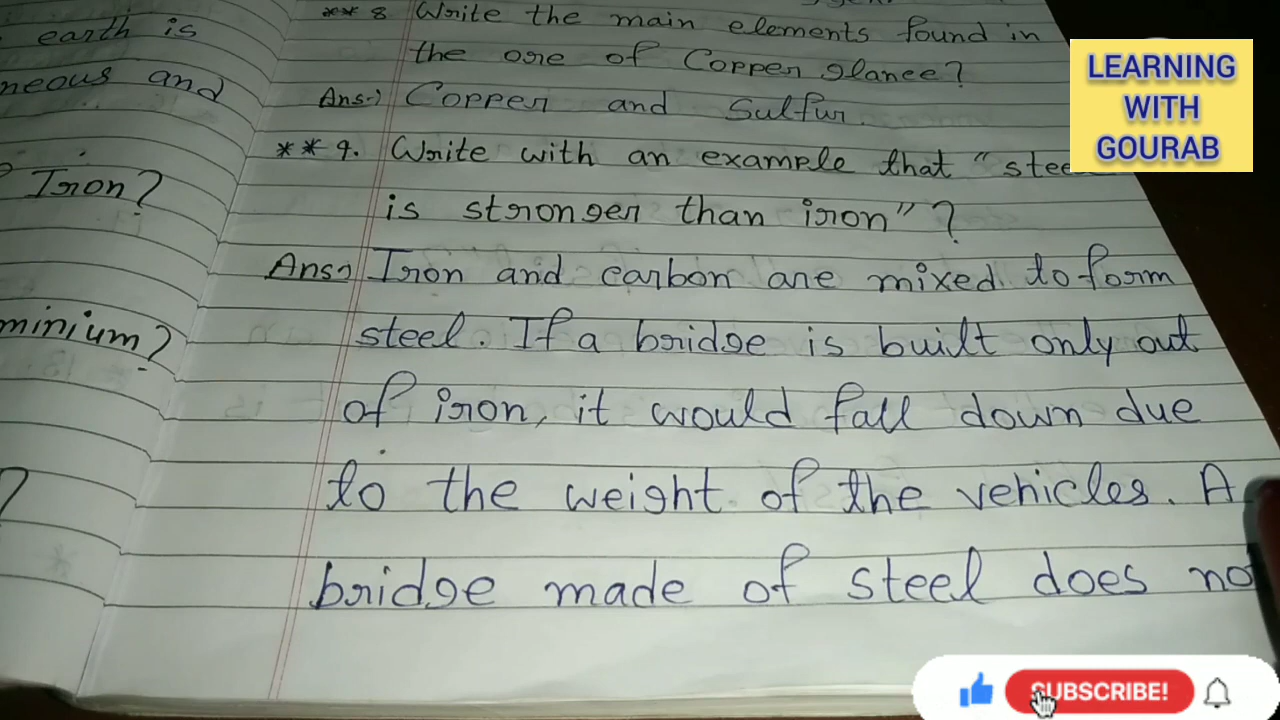 earth is
neous and
Iron?
minium?
** 8 Write the main elements found in
the ore of Copper glance?
Ans:) Copper and Sulfur.
** 9. Write with an example that " stee
is stronger than iron" ?
Ans:) Iron and carbon are mixed to form
steel. If a bridge is built only out
of iron, it would fall down due
to the weight of the vehicles. A
bridge made of steel does no
LEARNING
WITH
GOURAB
SUBSCRIBE!